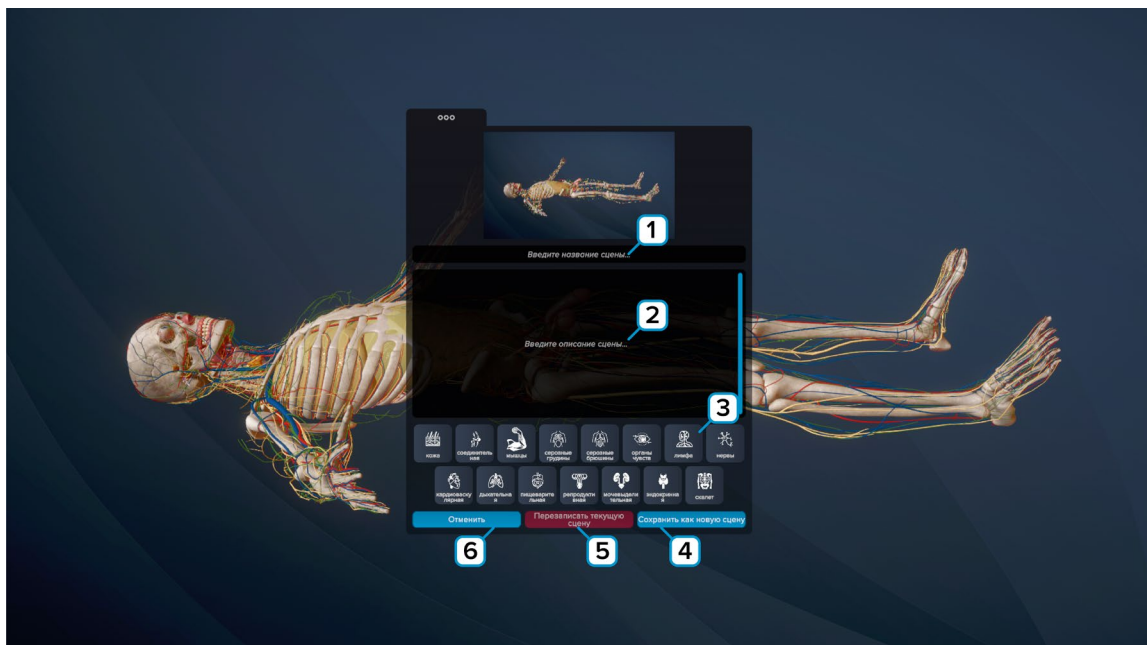 1
Введите название сцены...
2
Введите описание сцены...
3
кожа
соединитель
ная
мышцы
серозные
грудины
серозные
брюшины
органы
чувств
лимфа
нервы
кардиоваску
лярная
дыхательна
я
пищеварите
льная
репродукти
вная
мочевыдели
тельная
эндокринна
я
скелет
Отменить
Перезаписать текущую
сцену
Сохранить как новую сцену
6
5
4